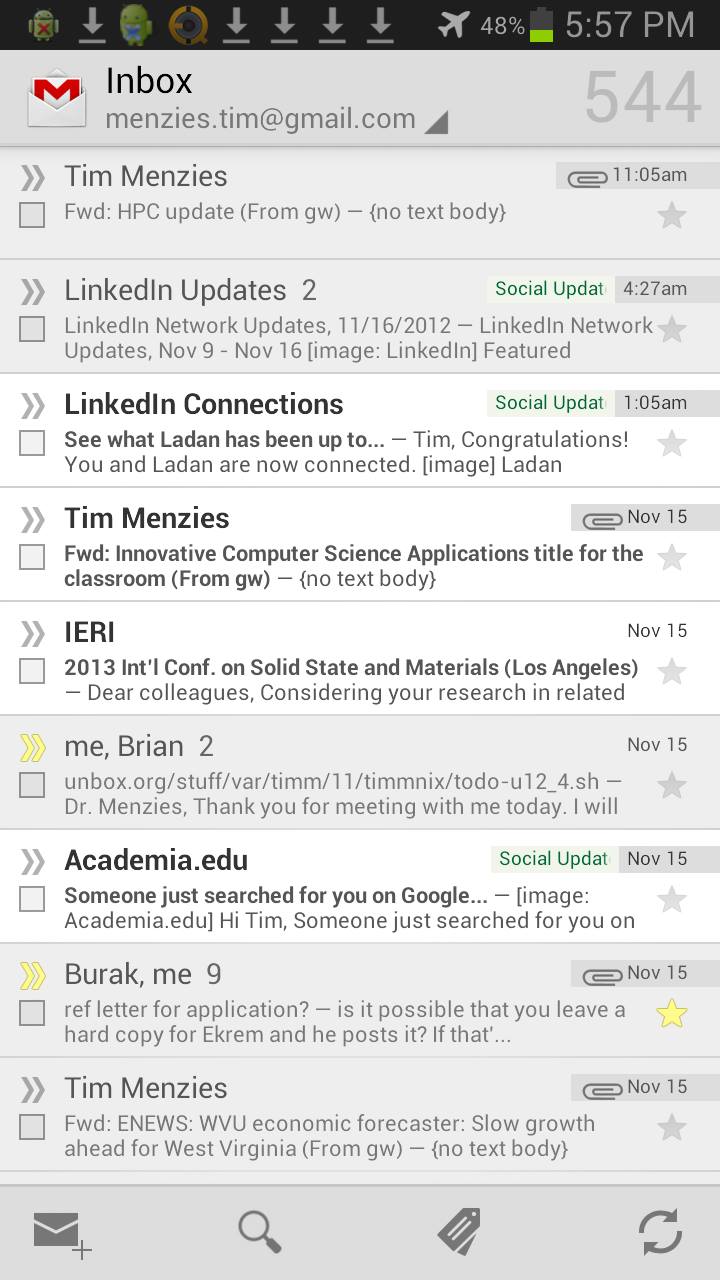 48% 5:57 PM
Inbox
menzies.tim@gmail.com
544
Tim Menzies 11:05am
Fwd: HPC update (From gw) — {no text body}
LinkedIn Updates 2 Social Updat 4:27am
LinkedIn Network Updates, 11/16/2012 — LinkedIn Network
Updates, Nov 9 - Nov 16 [image: LinkedIn] Featured
LinkedIn Connections Social Updat 1:05am
See what Ladan has been up to... — Tim, Congratulations!
You and Ladan are now connected. [image] Ladan
Tim Menzies Nov 15
Fwd: Innovative Computer Science Applications title for the
classroom (From gw) — {no text body}
IERI Nov 15
2013 Int'l Conf. on Solid State and Materials (Los Angeles)
— Dear colleagues, Considering your research in related
me, Brian 2 Nov 15
unbox.org/stuff/var/timm/11/timmnix/todo-u12_4.sh —
Dr. Menzies, Thank you for meeting with me today. I will
Academia.edu Social Updat Nov 15
Someone just searched for you on Google... — [image:
Academia.edu] Hi Tim, Someone just searched for you on
Burak, me 9 Nov 15
ref letter for application? — is it possible that you leave a
hard copy for Ekrem and he posts it? If that'...
Tim Menzies Nov 15
Fwd: ENEWS: WVU economic forecaster: Slow growth
ahead for West Virginia (From gw) — {no text body}